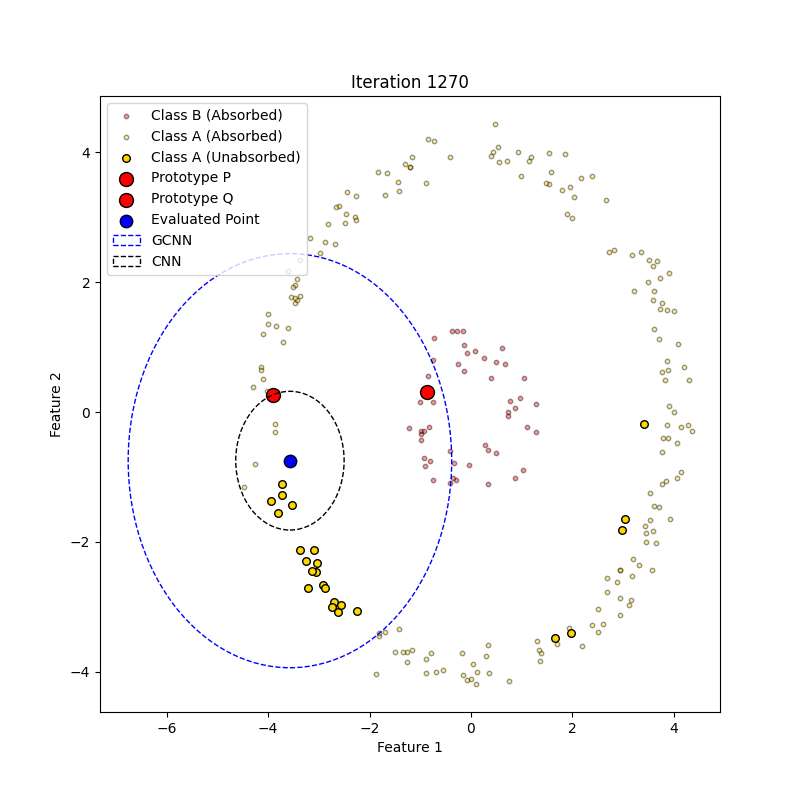 Iteration 1270
Class B (Absorbed)
Class A (Absorbed)
Class A (Unabsorbed)
Prototype P
Prototype Q
Evaluated Point
GCNN
CNN
4
2
0
−2
−4
Feature 2
−6 −4 −2 0 2 4
Feature 1